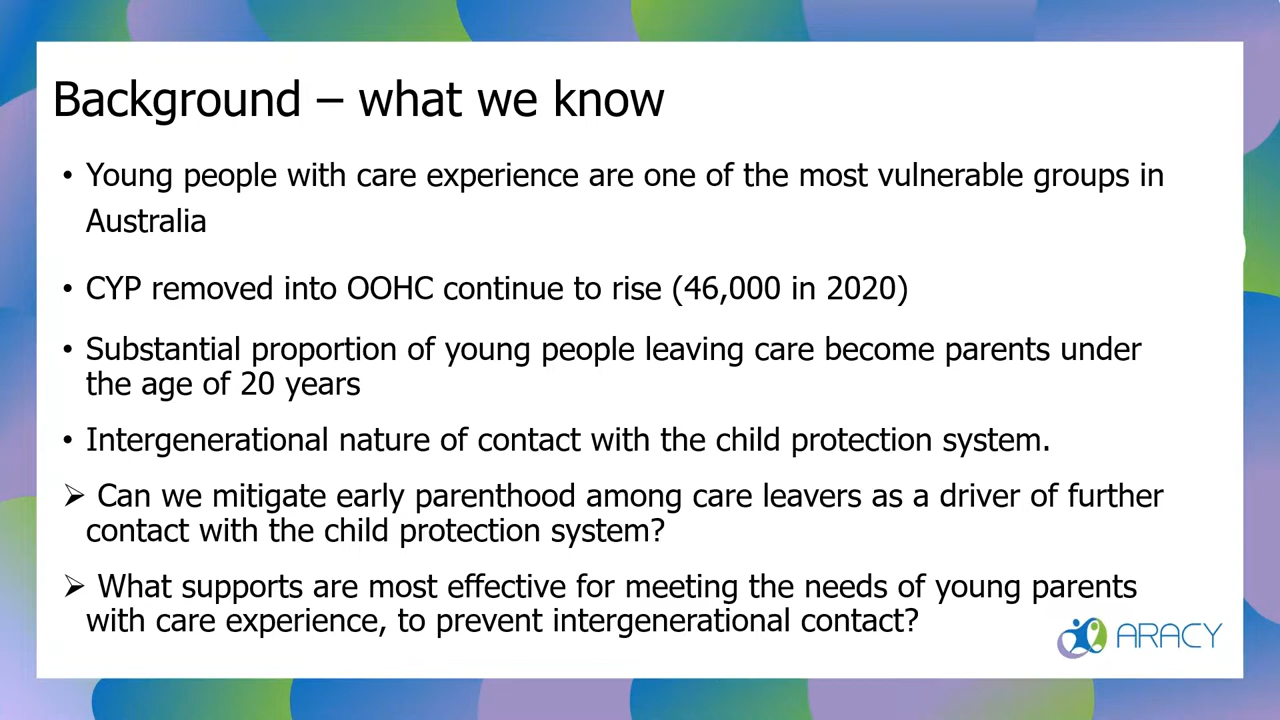 Background – what we know
• Young people with care experience are one of the most vulnerable groups in
Australia
• CYP removed into OOHC continue to rise (46,000 in 2020)
• Substantial proportion of young people leaving care become parents under
the age of 20 years
• Intergenerational nature of contact with the child protection system.
➢ Can we mitigate early parenthood among care leavers as a driver of further
contact with the child protection system?
➢ What supports are most effective for meeting the needs of young parents
with care experience, to prevent intergenerational contact?
ARACY